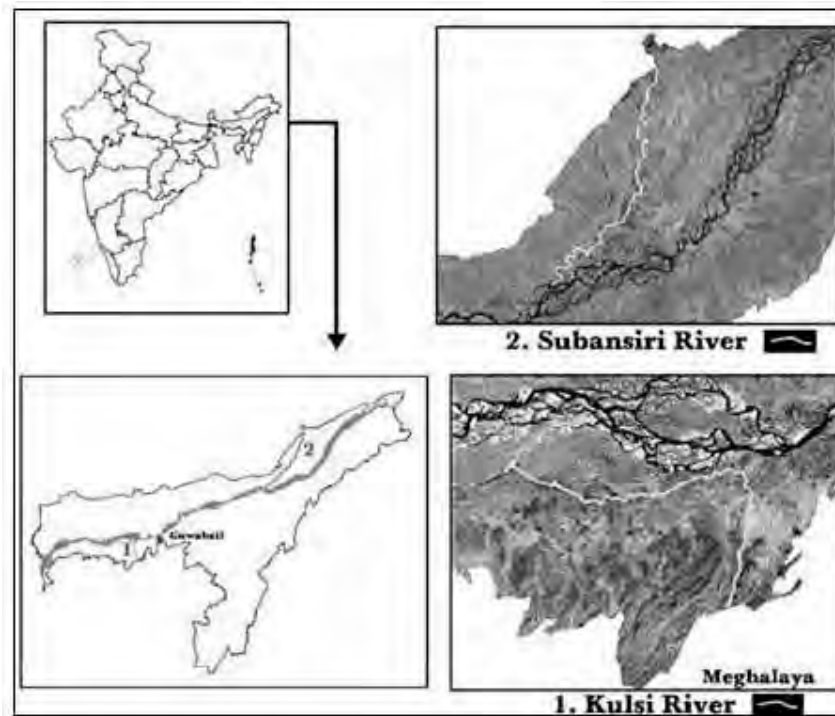 2. Subansiri River
2
1
Guwahati
Meghalaya
1. Kulsi River